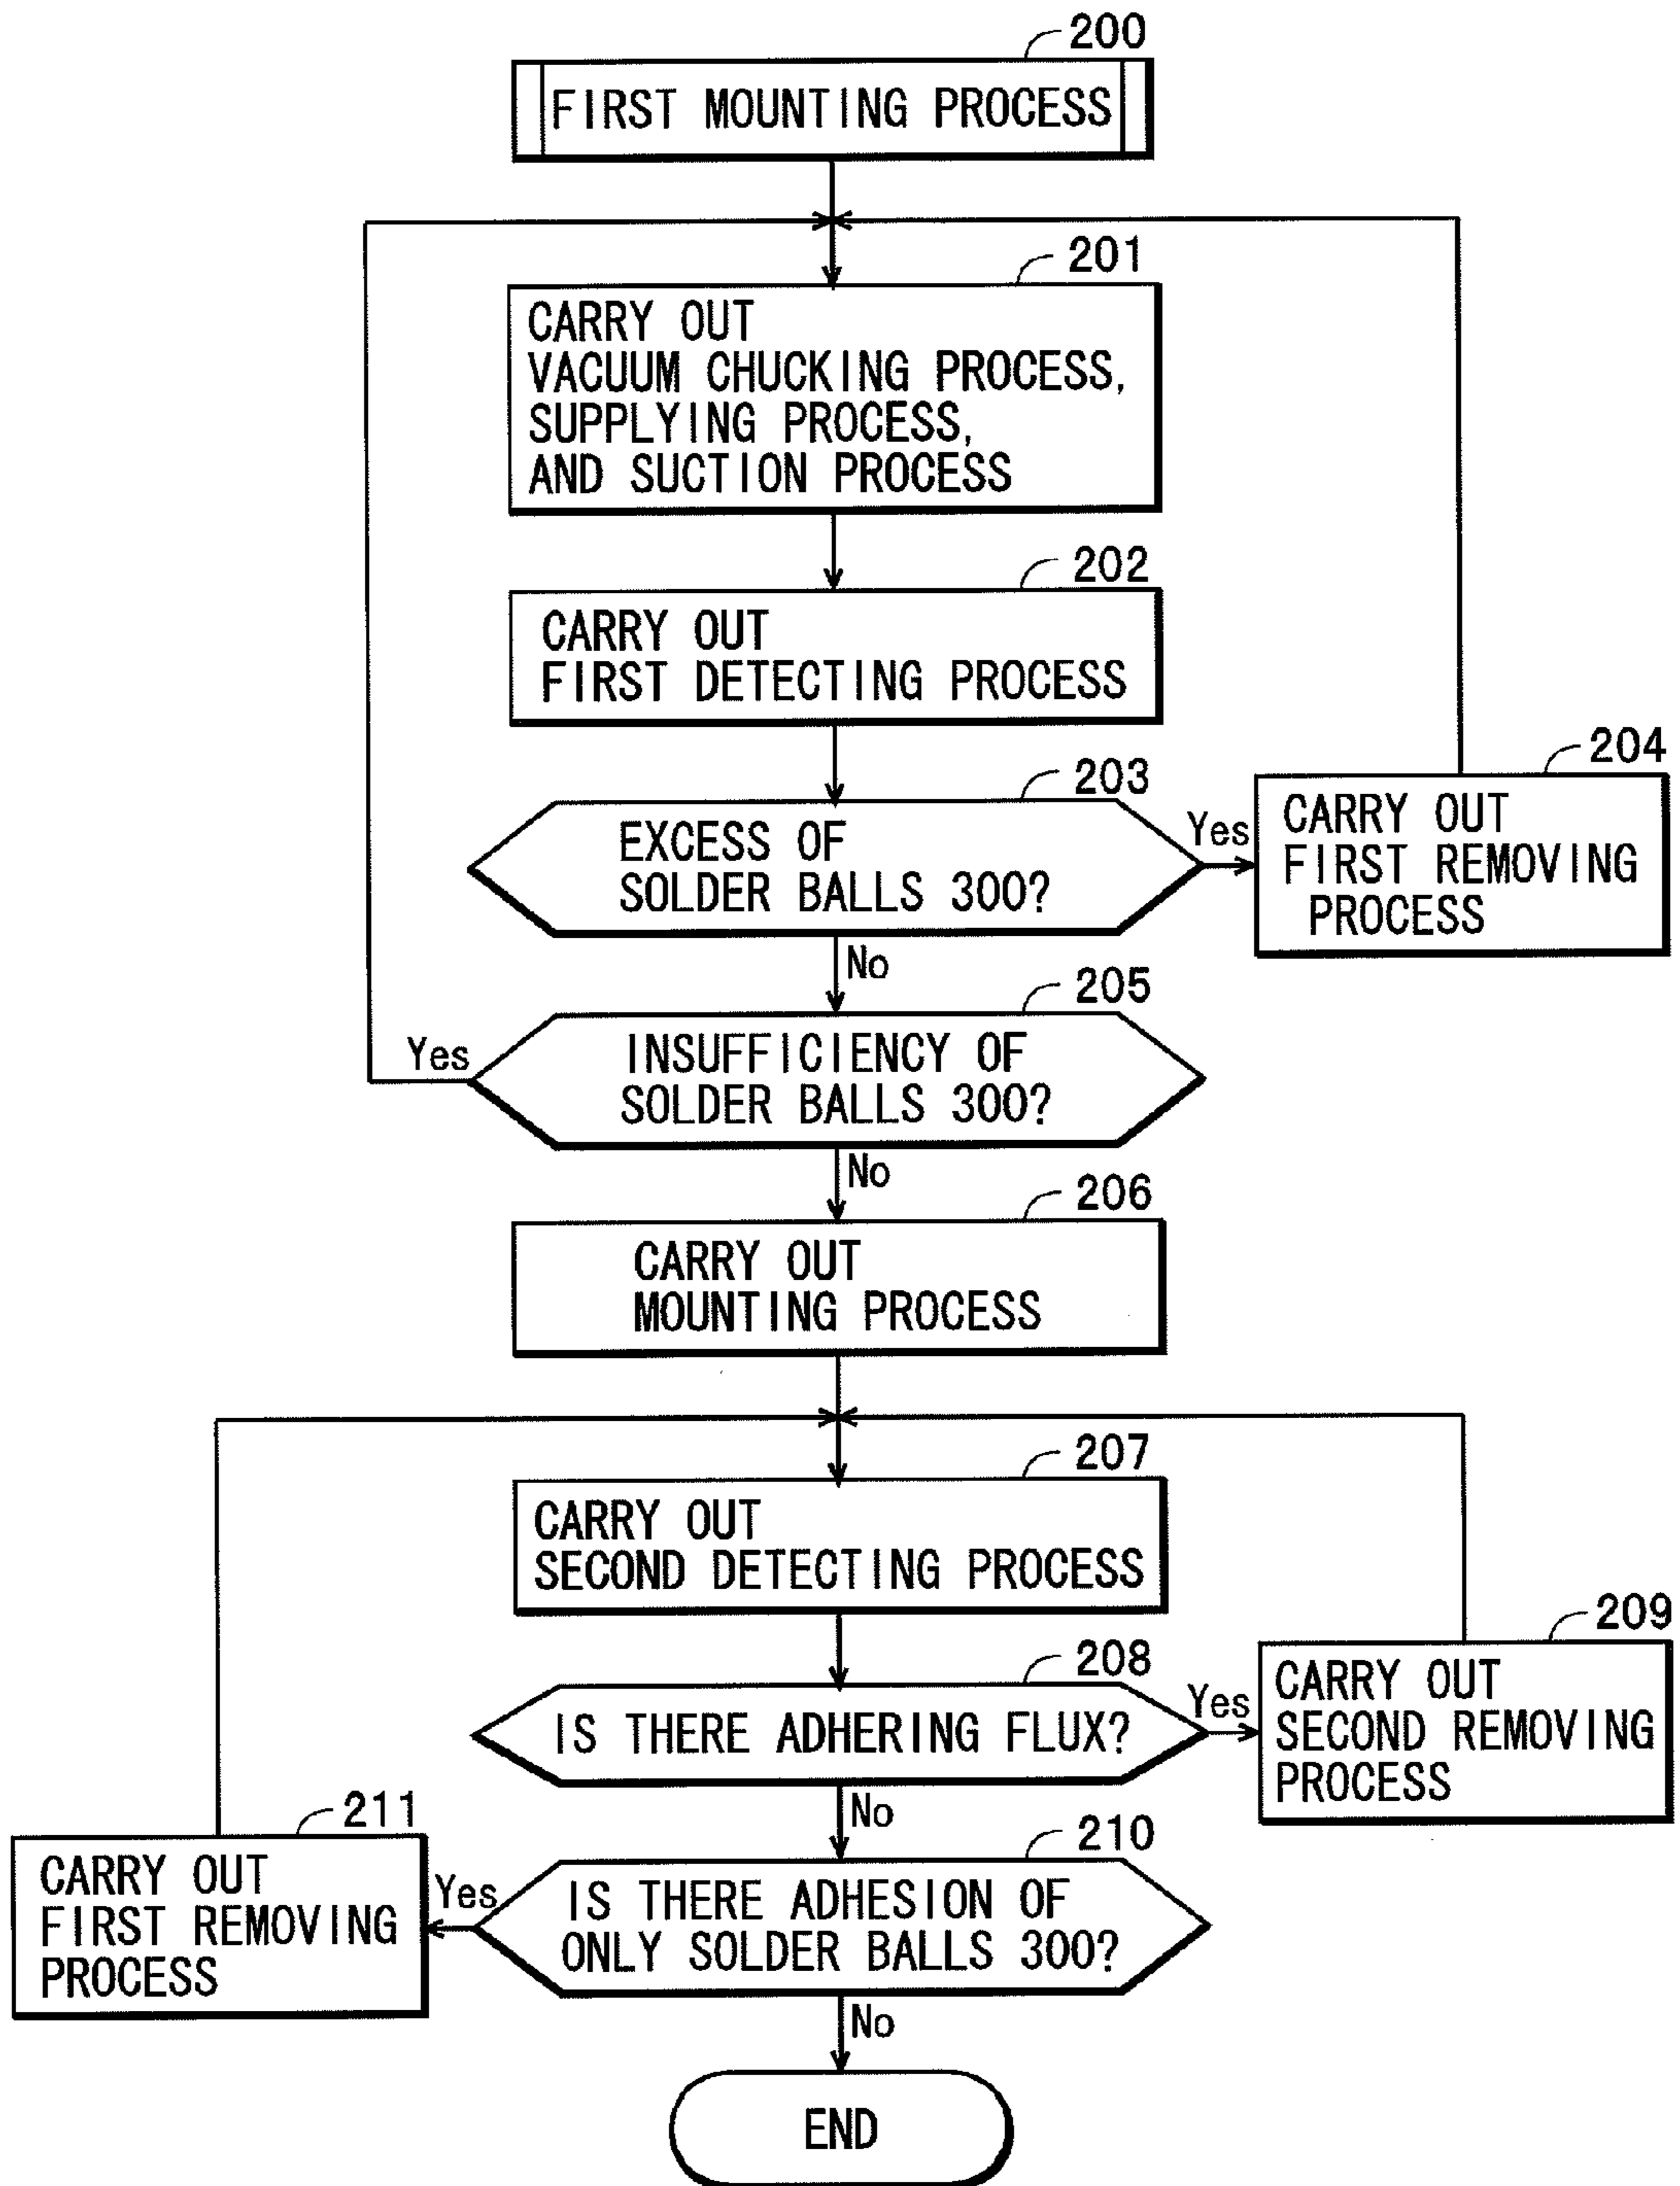 200
FIRST MOUNTING PROCESS
201
CARRY OUT
VACUUM CHUCKING PROCESS,
SUPPLYING PROCESS,
AND SUCTION PROCESS
202
CARRY OUT
FIRST DETECTING PROCESS
203
EXCESS OF
SOLDER BALLS 300?
Yes
204
CARRY OUT
FIRST REMOVING
PROCESS
No
205
Yes
INSUFFICIENCY OF
SOLDER BALLS 300?
No
206
CARRY OUT
MOUNTING PROCESS
207
CARRY OUT
SECOND DETECTING PROCESS
208
IS THERE ADHERING FLUX?
Yes
209
CARRY OUT
SECOND REMOVING
PROCESS
No
210
IS THERE ADHESION OF
ONLY SOLDER BALLS 300?
Yes
211
CARRY OUT
FIRST REMOVING
PROCESS
No
END